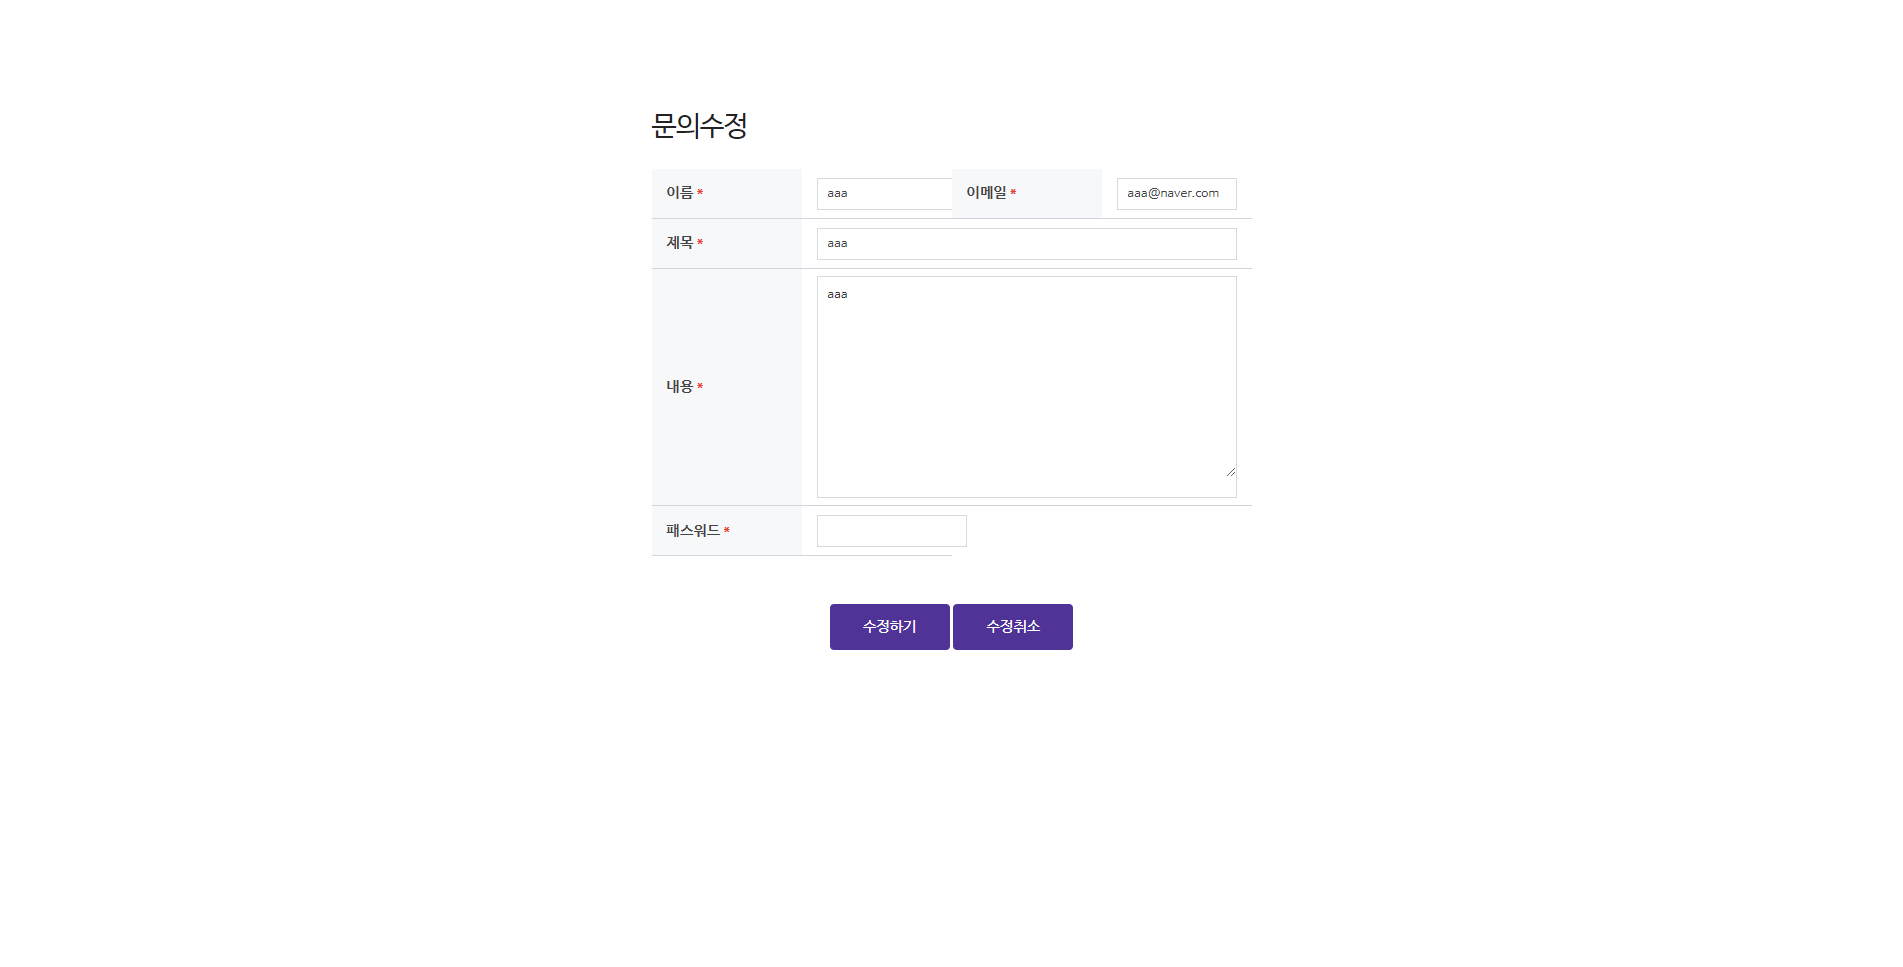 문의수정
이름 * aaa 이메일 * aaa@naver.com
제목 * aaa
내용 * aaa
패스워드 *
수정하기 수정취소